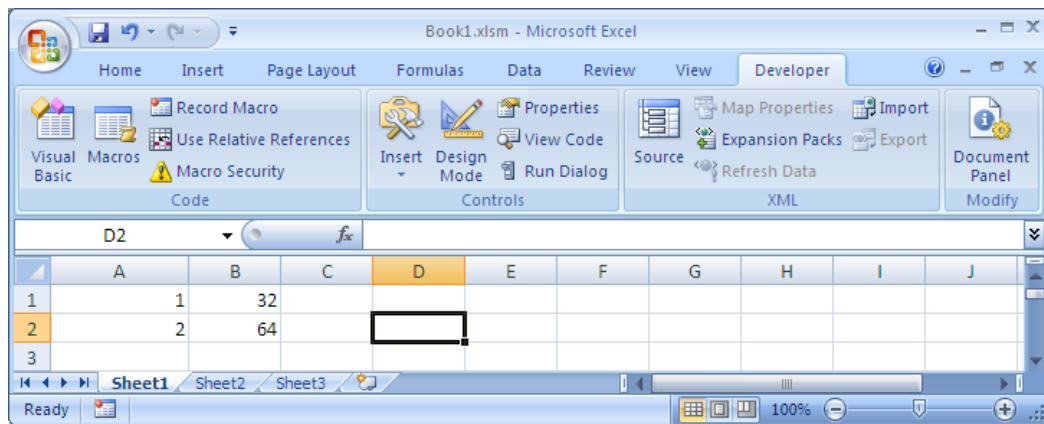 Book1.xlsm - Microsoft Excel
Home Insert Page Layout Formulas Data Review View Developer
Visual Basic
Macros
Record Macro
Use Relative References
Macro Security
Code
Insert
Design Mode
Properties
View Code
Run Dialog
Controls
Source
Map Properties
Expansion Packs
Refresh Data
Import
Export
XML
Document Panel
Modify
D2 fx
A B C D E F G H I J
1 1 32
2 2 64
3
Sheet1 Sheet2 Sheet3
Ready 100%